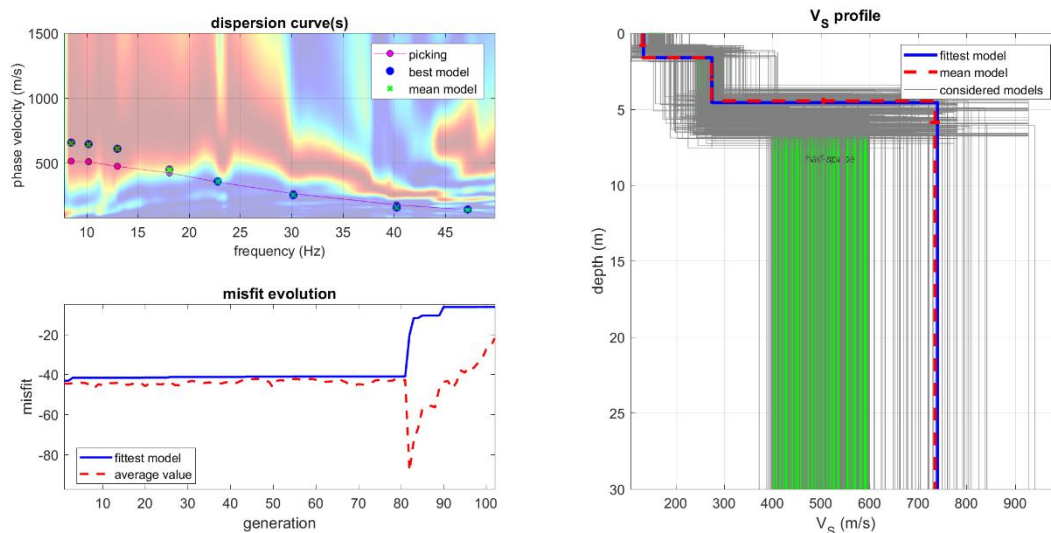 dispersion curve(s)
1500
1000
500
phase velocity (m/s)
picking
best model
mean model
10 15 20 25 30 35 40 45
frequency (Hz)
misfit evolution
-20
-40
-60
-80
misfit
fittest model
average value
10 20 30 40 50 60 70 80 90 100
generation
V_S profile
0
5
10
15
20
25
30
depth (m)
fittest model
mean model
considered models
half-space
200 300 400 500 600 700 800 900
V_S (m/s)